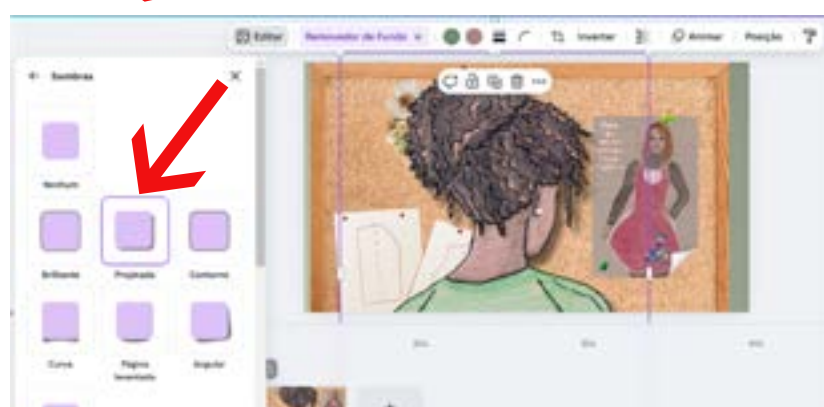 Editar Removedor de Fundo Inverter Animar Posição
Sombras
Nenhum
Brilhante Projetada Contorno
Curva Página Angular
levantada